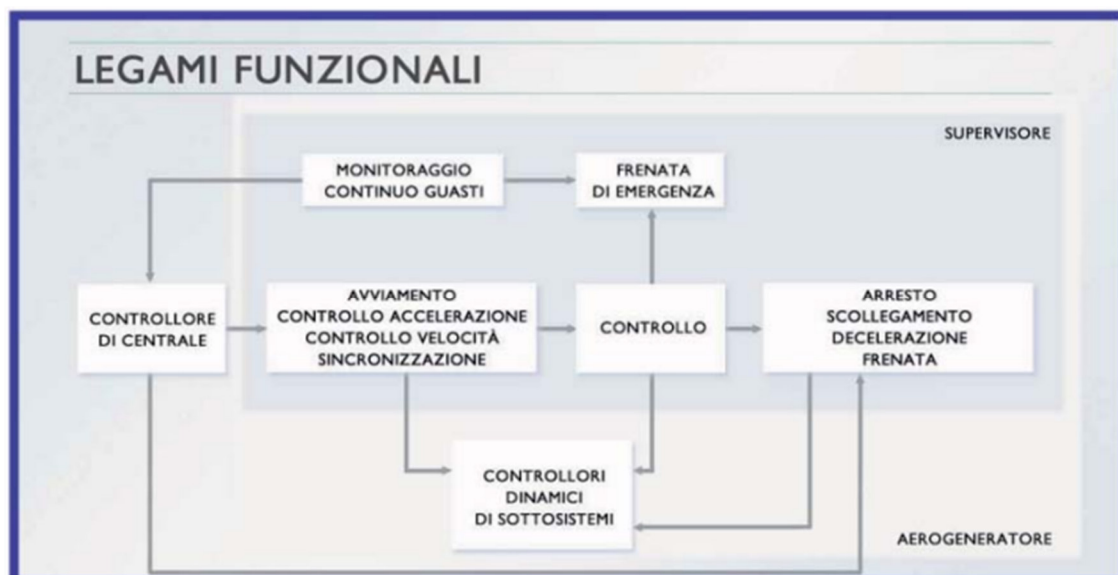 LEGAMI FUNZIONALI
SUPERVISORE
MONITORAGGIO
CONTINUO GUASTI
FRENATA
DI EMERGENZA
CONTROLLORE
DI CENTRALE
AVVIAMENTO
CONTROLLO ACCELERAZIONE
CONTROLLO VELOCITÀ
SINCRONIZZAZIONE
CONTROLLO
ARRESTO
SCOLLEGAMENTO
DECELERAZIONE
FRENATA
CONTROLLORI
DINAMICI
DI SOTTOSISTEMI
AEROGENERATORE